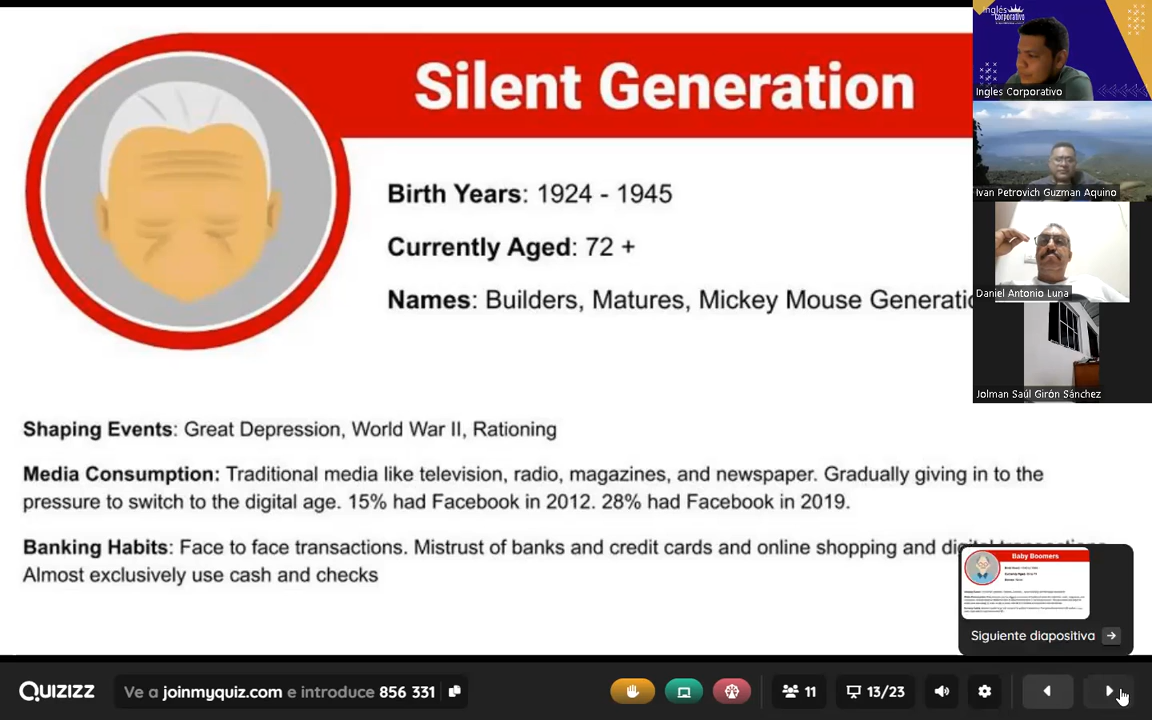 Silent Generation
Birth Years: 1924 - 1945
Currently Aged: 72 +
Names: Builders, Matures, Mickey Mouse
Shaping Events: Great Depression, World War II, Rationing
Media Consumption: Traditional media like television, radio, magazines, and newspaper. Gradually giving in to the
pressure to switch to the digital age. 15% had Facebook in 2012. 28% had Facebook in 2019.
Banking Habits: Face to face transactions. Mistrust of banks and credit cards and online shopping and
Almost exclusively use cash and checks
Inglés
Corporativo
Ingles Corporativo
Ivan Petrovich Guzman Aquino
Daniel Antonio Luna
Jolman Saúl Girón Sánchez
Baby Boomers
Siguiente diapositiva
QUIZIZZ
Ve a joinmyquiz.com e introduce 856 331
11
13/23